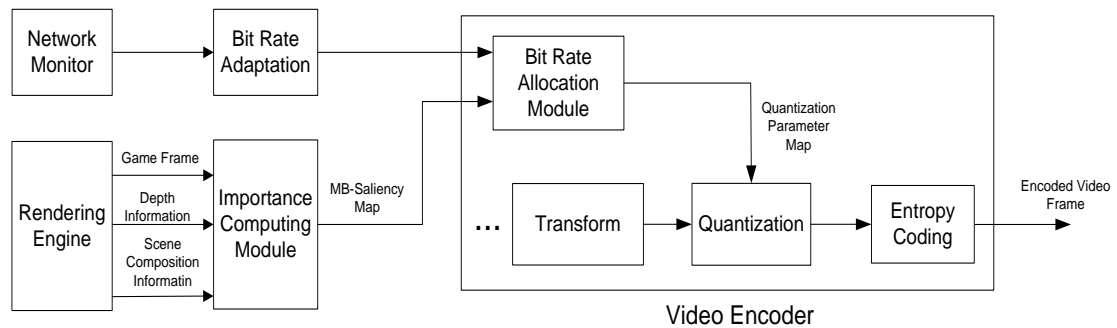 Network
Monitor
Bit Rate
Adaptation
Bit Rate
Allocation
Module
Quantization
Parameter
Map
Rendering
Engine
Game Frame
Depth
Information
Scene
Composition
Informatin
Importance
Computing
Module
MB-Saliency
Map
...
Transform
Quantization
Entropy
Coding
Encoded Video
Frame
Video Encoder